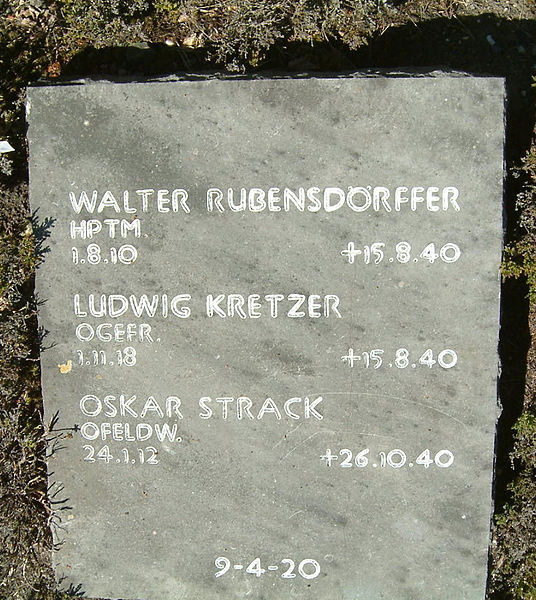 WALTER RUBENSDÖRFFER
HPTM.
1.8.10 +15.8.40
LUDWIG KRETZER
OGEFR.
1.11.18 +15.8.40
OSKAR STRACK
OFELDW.
24.1.12 +26.10.40
9-4-20